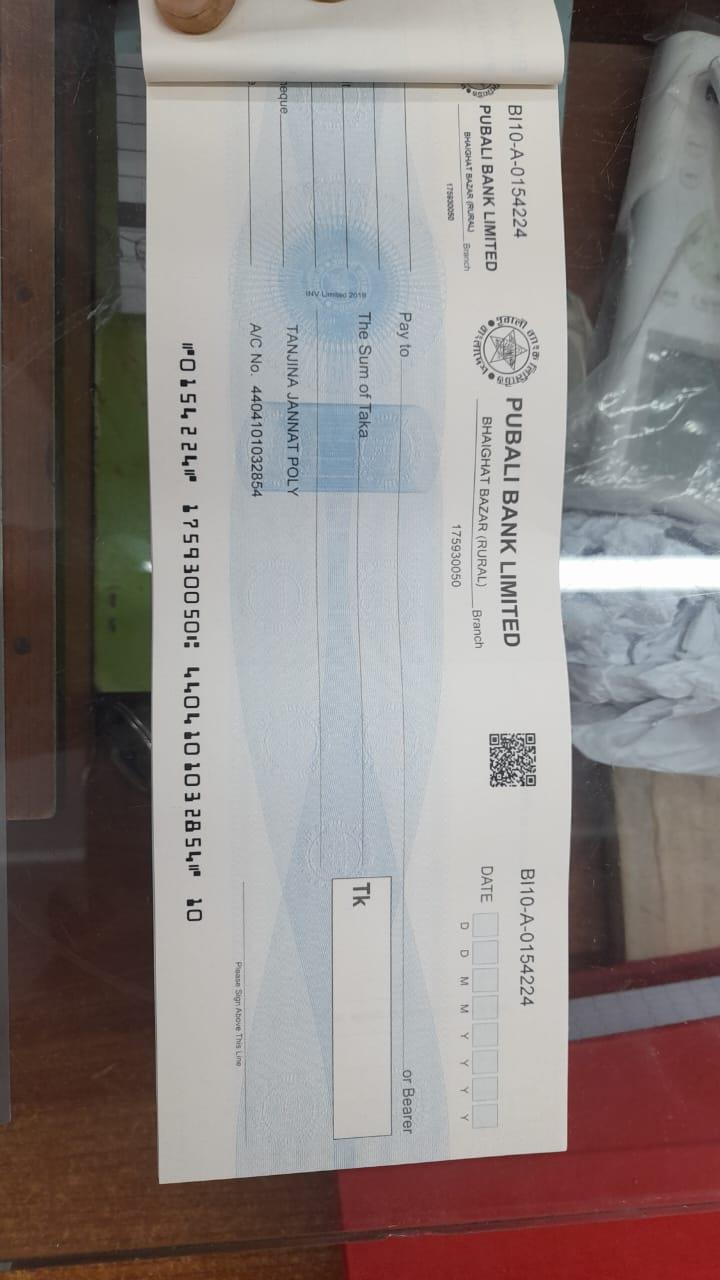 BI10-A-0154224
PUBALI BANK LIMITED
BHAIGHAT BAZAR (RURAL) Branch
175930050
eque
INV Limited 2019
PUBALI BANK LIMITED
BHAIGHAT BAZAR (RURAL) Branch
175930050
BI10-A-0154224
DATE
D D M M Y Y Y Y
Pay to
or Bearer
The Sum of Taka
Tk
TANJINA JANNAT POLY
A/C No. 4404101032854
Please Sign Above This Line
⑈0154224⑈ 175930050⑆ 4404101032854⑈ 10